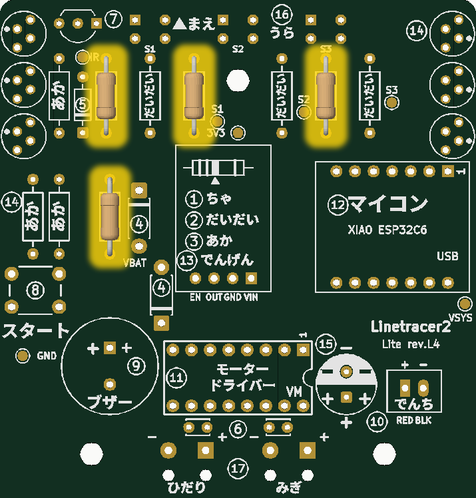 ⑦
▲まえ
⑯
うら
⑭
S1
S2
S3
あか
⑤
だいだい
だいだい
だいだい
S1
S2
S3
3V3
① ちゃ
② だいだい
③ あか
⑬ でんげん
EN OUT GND VIN
⑫ マイコン
XIAO ESP32C6
USB
1
⑭
あか
あか
④
VBAT
④
⑧
スタート
GND
VSYS
Linetracer2
Lite rev.L4
+ +
⑨
ブザー
1
⑪
モーター
ドライバー
VM
⑮
−
+ +
+
+ −
でんち
⑩
RED BLK
⑥
− + − +
⑰
ひだり
みぎ